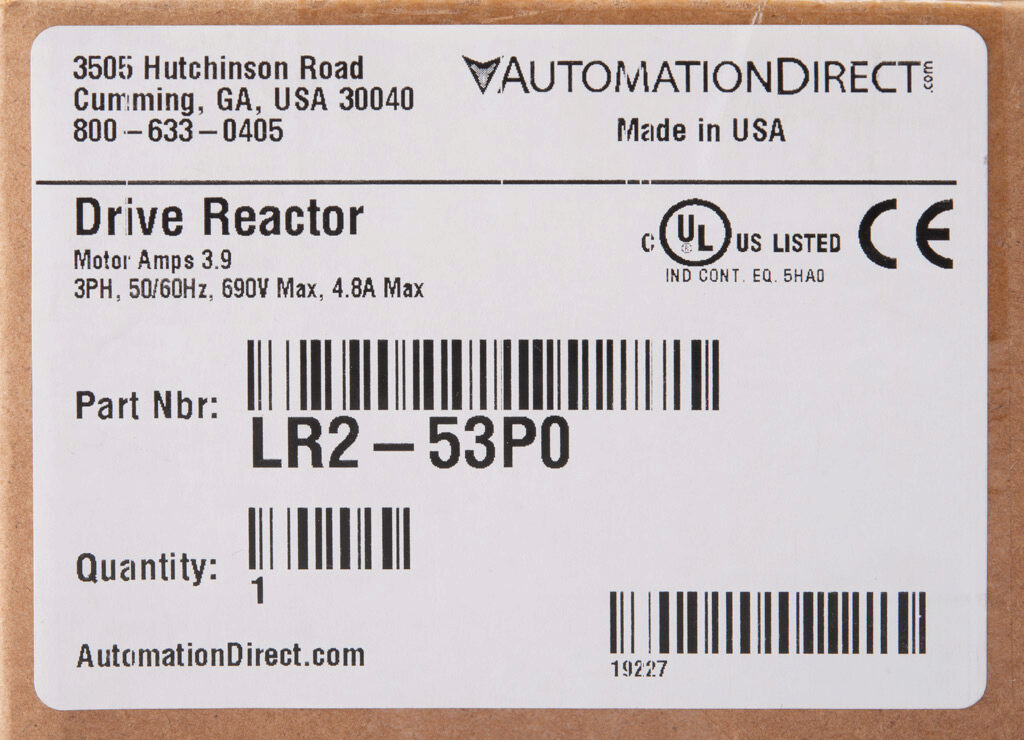 3505 Hutchinson Road
Cumming, GA, USA 30040
800-633-0405
AUTOMATIONDIRECT.com
Made in USA
Drive Reactor
Motor Amps 3.9
3PH, 50/60Hz, 690V Max, 4.8A Max
C UL® US LISTED CE
IND CONT. EQ. 5HA0
Part Nbr:
LR2-53P0
Quantity:
1
AutomationDirect.com
19227